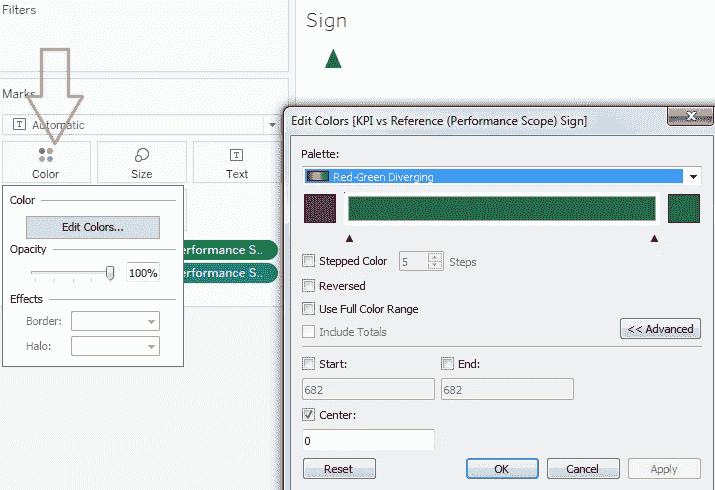 Filters
Sign
Marks
Automatic
Color
Size
Text
Color
Edit Colors...
Opacity
100%
Effects
Border:
Halo:
erformance S..
erformance S..
Edit Colors [KPI vs Reference (Performance Scope) Sign]
Palette:
Red-Green Diverging
Stepped Color 5 Steps
Reversed
Use Full Color Range
Include Totals
<< Advanced
Start: End:
682 682
Center:
0
Reset OK Cancel Apply